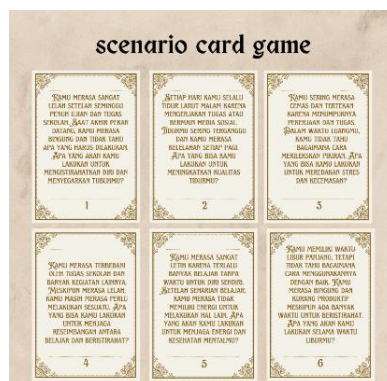 scenario card game
Kamu merasa sangat
lelah setelah seminggu
penuh ujian dan tugas
sekolah. Saat akhir pekan
datang, kamu merasa
bingung dan tidak tahu
apa yang harus dilakukan.
Apa yang akan kamu
lakukan untuk
mengistirahatkan diri dan
menyegarkan tubuhmu?
1
Setiap hari kamu selalu
tidur larut malam karena
mengerjakan tugas atau
bermain media sosial.
Tidurmu sering terganggu
dan kamu merasa
kelelahan setiap pagi.
Apa yang bisa kamu
lakukan untuk
meningkatkan kualitas
tidurmu?
2
Kamu sering merasa
cemas dan tertekan
karena menumpuknya
pekerjaan dan tugas.
Dalam waktu luangmu,
kamu tidak tahu
bagaimana cara
merilekskan pikiran. Apa
yang bisa kamu lakukan
untuk meredakan stres
dan kecemasan?
3
Kamu merasa terbebani
oleh tugas sekolah dan
banyak kegiatan lainnya.
Meskipun merasa lelah,
kamu masih merasa perlu
melakukan sesuatu. Apa
yang bisa kamu lakukan
untuk menjaga
keseimbangan antara
belajar dan beristirahat?
4
Kamu merasa sangat
letih karena terlalu
banyak belajar tanpa
waktu untuk diri sendiri.
Setelah seharian belajar,
kamu merasa tidak
memiliki energi untuk
melakukan hal lain. Apa
yang akan kamu lakukan
untuk menjaga energi dan
kesehatan mentalmu?
5
Kamu memiliki waktu
libur panjang, tetapi
tidak tahu bagaimana
cara menggunakannya
dengan baik. Kamu
merasa bingung dan
kurang produktif
meskipun ada banyak
waktu untuk beristirahat.
Apa yang akan kamu
lakukan selama waktu
liburmu?
6